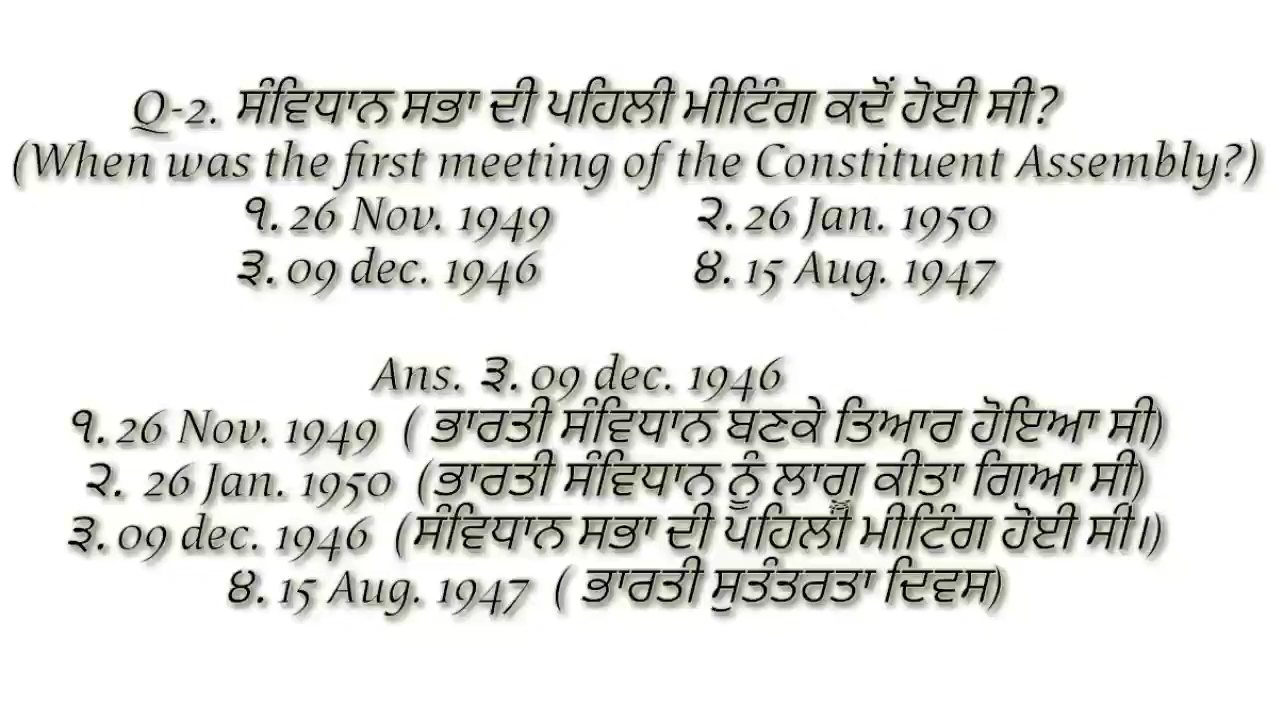 Q-2. ਸੰਵਿਧਾਨ ਸਭਾ ਦੀ ਪਹਿਲੀ ਮੀਟਿੰਗ ਕਦੋਂ ਹੋਈ ਸੀ?
(When was the first meeting of the Constituent Assembly?)
੧. 26 Nov. 1949 ੨. 26 Jan. 1950
੩. 09 dec. 1946 ੪. 15 Aug. 1947
Ans. ੩. 09 dec. 1946
੧. 26 Nov. 1949 ( ਭਾਰਤੀ ਸੰਵਿਧਾਨ ਬਣਕੇ ਤਿਆਰ ਹੋਇਆ ਸੀ)
੨. 26 Jan. 1950 (ਭਾਰਤੀ ਸੰਵਿਧਾਨ ਨੂੰ ਲਾਗੂ ਕੀਤਾ ਗਿਆ ਸੀ)
੩. 09 dec. 1946 (ਸੰਵਿਧਾਨ ਸਭਾ ਦੀ ਪਹਿਲੀ ਮੀਟਿੰਗ ਹੋਈ ਸੀ।)
੪. 15 Aug. 1947 ( ਭਾਰਤੀ ਸੁਤੰਤਰਤਾ ਦਿਵਸ)